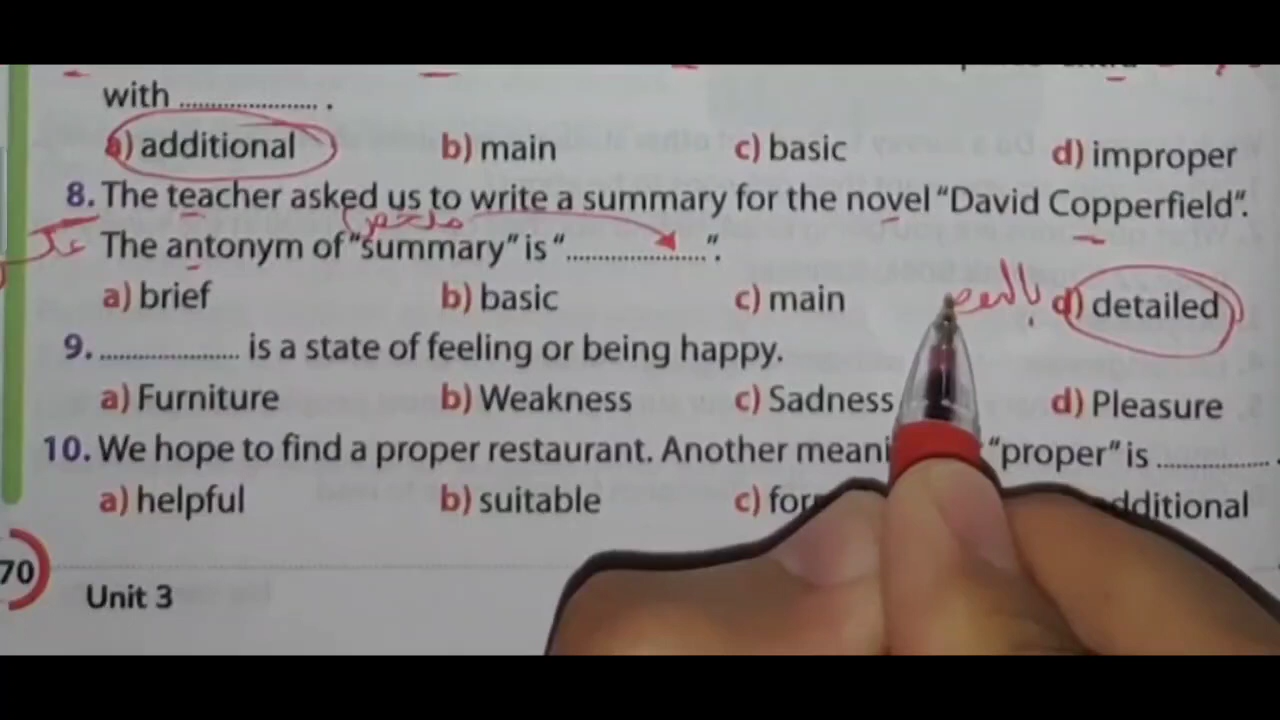 with .................... .
a) additional b) main c) basic d) improper
8. The teacher asked us to write a summary for the novel "David Copperfield".
ملخص
عكس The antonym of "summary" is "....................".
a) brief b) basic c) main d) detailed
9. .................... is a state of feeling or being happy.
a) Furniture b) Weakness c) Sadness d) Pleasure
10. We hope to find a proper restaurant. Another meani "proper" is .................... .
a) helpful b) suitable c) for dditional
70
Unit 3